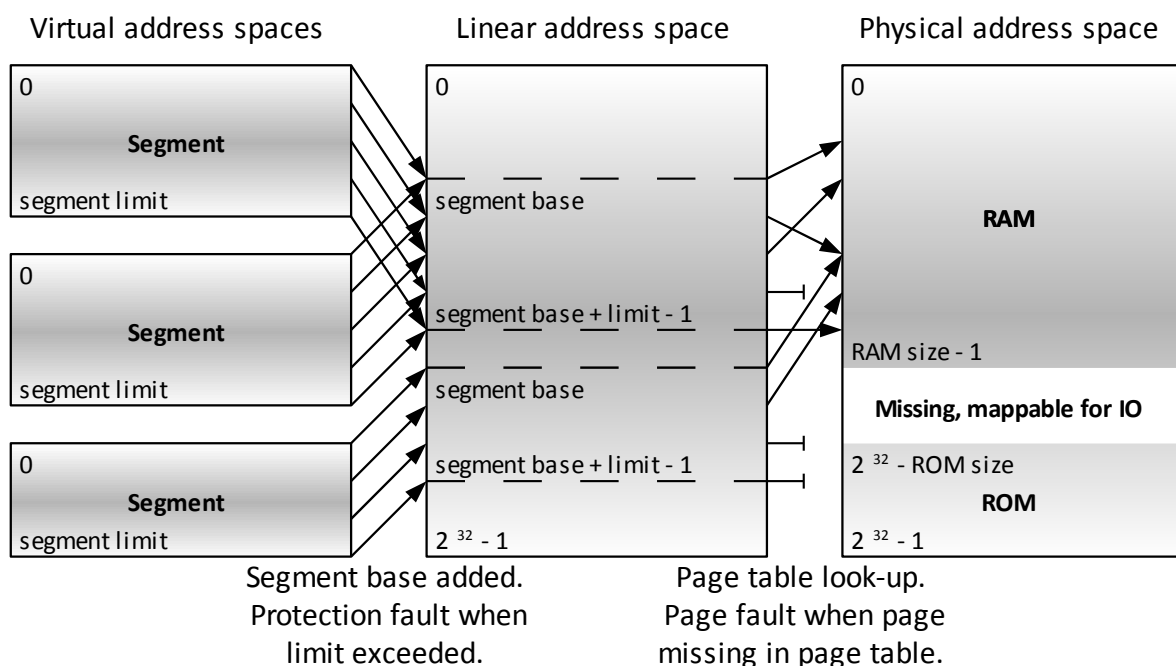 Virtual address spaces
Linear address space
Physical address space
0
Segment
segment limit
0
Segment
segment limit
0
Segment
segment limit
0
segment base
segment base + limit - 1
segment base
segment base + limit - 1
2 ³² - 1
0
RAM
RAM size - 1
Missing, mappable for IO
2 ³² - ROM size
ROM
2 ³² - 1
Segment base added.
Protection fault when
limit exceeded.
Page table look-up.
Page fault when page
missing in page table.